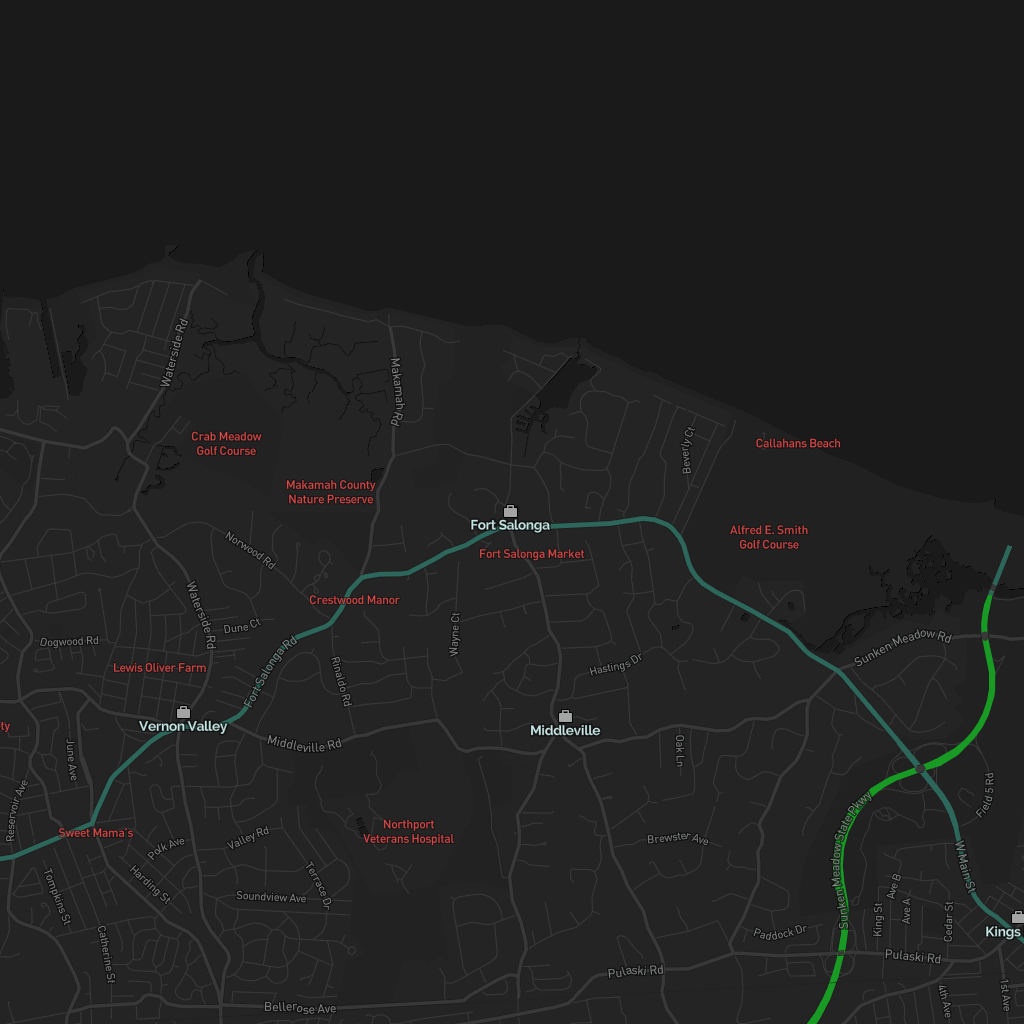 Waterside Rd
Makamah Rd
Crab Meadow
Golf Course
Beverly Ct
Callahans Beach
Makamah County
Nature Preserve
Fort Salonga
Alfred E. Smith
Golf Course
Norwood Rd
Fort Salonga Market
Crestwood Manor
Waterside Rd
Dune Ct
Dogwood Rd
Wayne Ct
Sunken Meadow Rd
Lewis Oliver Farm
Fort Salonga Rd
Rinaldo Rd
Hastings Dr
ty
Vernon Valley
Middleville
Middleville Rd
June Ave
Oak Ln
Reservoir Ave
Field 5 Rd
Sweet Mama's
Northport
Veterans Hospital
Sunken Meadow State Pkwy
Polk Ave
Valley Rd
Brewster Ave
W Main St
Harding St
Terrace Dr
Tompkins St
Soundview Ave
King St
Ave B
Ave A
Cedar St
Catherine St
Paddock Dr
Kings
Pulaski Rd
Pulaski Rd
Bellerose Ave
4th Ave
1st Ave